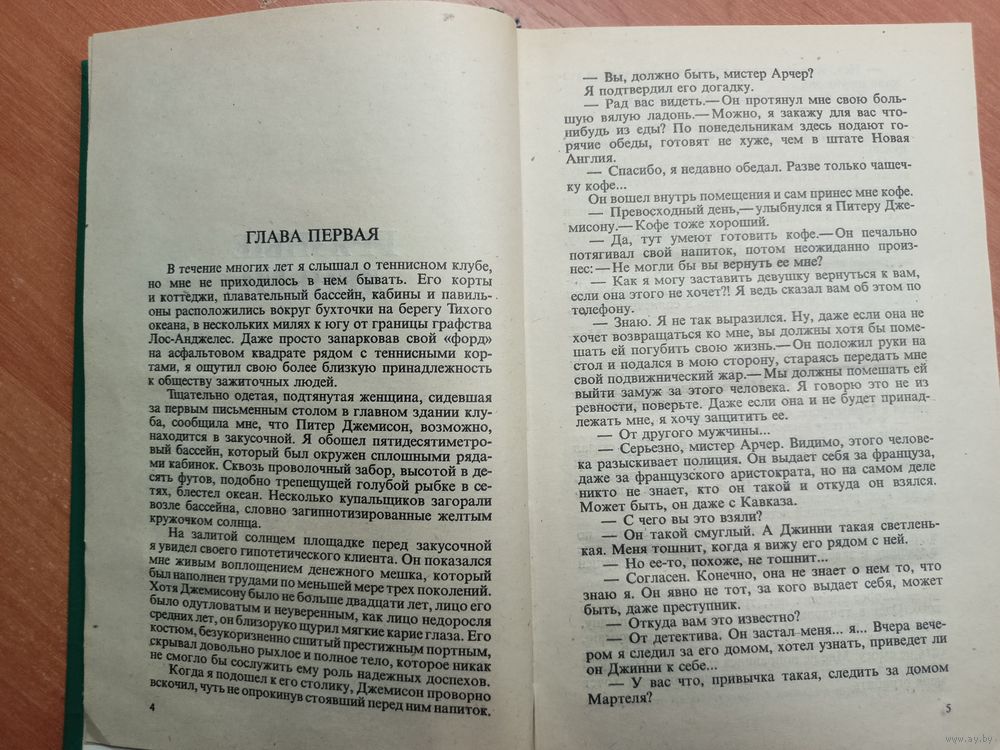 ГЛАВА ПЕРВАЯ
В течение многих лет я слышал о теннисном клубе,
но мне не приходилось в нем бывать. Его корты
и коттеджи, плавательный бассейн, кабины и павиль-
оны расположились вокруг бухточки на берегу Тихого
океана, в нескольких милях к югу от границы графства
Лос-Анджелес. Даже просто запарковав свой «форд»
на асфальтовом квадрате рядом с теннисными кор-
тами, я ощутил свою более близкую принадлежность
к обществу зажиточных людей.
Тщательно одетая, подтянутая женщина, сидевшая
за первым письменным столом в главном здании клу-
ба, сообщила мне, что Питер Джемисон, возможно,
находится в закусочной. Я обошел пятидесятиметро-
вый бассейн, который был окружен сплошными ряда-
ми кабинок. Сквозь проволочный забор, высотой в де-
сять футов, подобно трепещущей голубой рыбке в се-
тях, блестел океан. Несколько купальщиков загорали
возле бассейна, словно загипнотизированные желтым
кружочком солнца.
На залитой солнцем площадке перед закусочной
я увидел своего гипотетического клиента. Он показался
мне живым воплощением денежного мешка, который
был наполнен трудами по меньшей мере трех поколений.
Хотя Джемисону было не больше двадцати лет, лицо его
было одутловатым и неуверенным, как лицо недоросля
средних лет, он близоруко щурил мягкие карие глаза. Его
костюм, безукоризненно сшитый престижным портным,
скрывал довольно рыхлое и полное тело, которое никак
не смогло бы сослужить ему роль надежных доспехов.
Когда я подошел к его столику, Джемисон проворно
вскочил, чуть не опрокинув стоявший перед ним напиток.
4
— Вы, должно быть, мистер Арчер?
Я подтвердил его догадку.
— Рад вас видеть.— Он протянул мне свою боль-
шую вялую ладонь.— Можно, я закажу для вас что-
нибудь из еды? По понедельникам здесь подают го-
рячие обеды, готовят не хуже, чем в штате Новая
Англия.
— Спасибо, я недавно обедал. Разве только чашеч-
ку кофе...
Он вошел внутрь помещения и сам принес мне кофе.
— Превосходный день,— улыбнулся я Питеру Дже-
мисону.— Кофе тоже хороший.
— Да, тут умеют готовить кофе.— Он печально
потягивал свой напиток, потом неожиданно произ-
нес: — Не могли бы вы вернуть ее мне?
— Как я могу заставить девушку вернуться к вам,
если она этого не хочет?! Я ведь сказал вам об этом по
телефону.
— Знаю. Я не так выразился. Ну, даже если она не
хочет возвращаться ко мне, вы должны хотя бы поме-
шать ей погубить свою жизнь.— Он положил руки на
стол и подался в мою сторону, стараясь передать мне
свой подвижнический жар.— Мы должны помешать ей
выйти замуж за этого человека. Я говорю это не из
ревности, поверьте. Даже если она и не будет принад-
лежать мне, я хочу защитить ее.
— От другого мужчины...
— Серьезно, мистер Арчер. Видимо, этого челове-
ка разыскивает полиция. Он выдает себя за француза,
даже за французского аристократа, но на самом деле
никто не знает, кто он такой и откуда он взялся.
Может быть, он даже с Кавказа.
— С чего вы это взяли?
— Он такой смуглый. А Джинни такая светлень-
кая. Меня тошнит, когда я вижу его рядом с ней.
— Но ее-то, похоже, не тошнит...
— Согласен. Конечно, она не знает о нем то, что
знаю я. Он явно не тот, за кого выдает себя, может
быть, даже преступник.
— Откуда вам это известно?
— От детектива. Он застал меня... я... Вчера вече-
ром я следил за его домом, хотел узнать, приведет ли
он Джинни к себе...
— У вас что, привычка такая, следить за домом
Мартеля?
5
www.ay.by